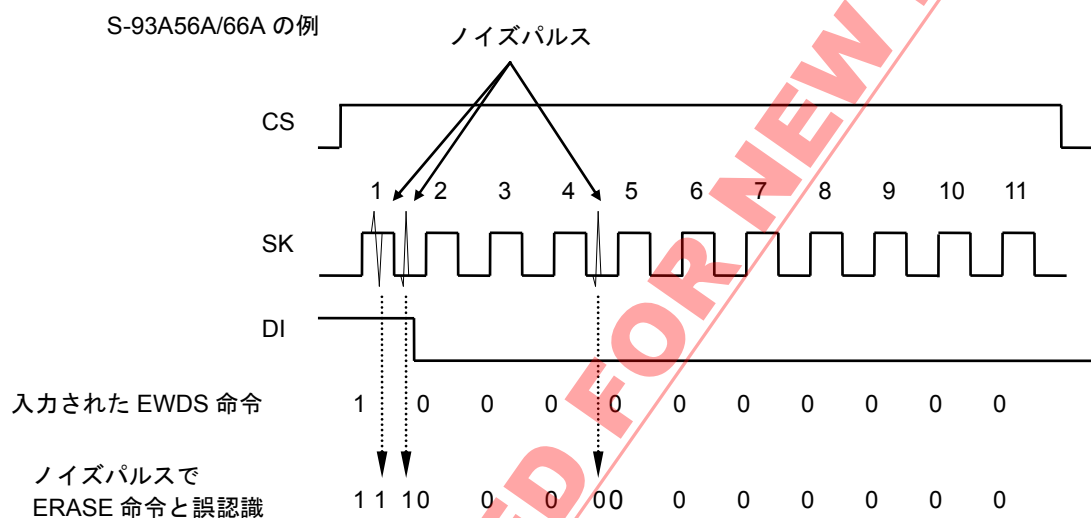 S-93A56A/66A の例
ノイズパルス
CS
1 2 3 4 5 6 7 8 9 10 11
SK
DI
入力された EWDS 命令 1 0 0 0 0 0 0 0 0 0 0
ノイズパルスで
ERASE 命令と誤認識 1 1 1 0 0 0 0 0 0 0 0 0 0 0
ED FOR NEW